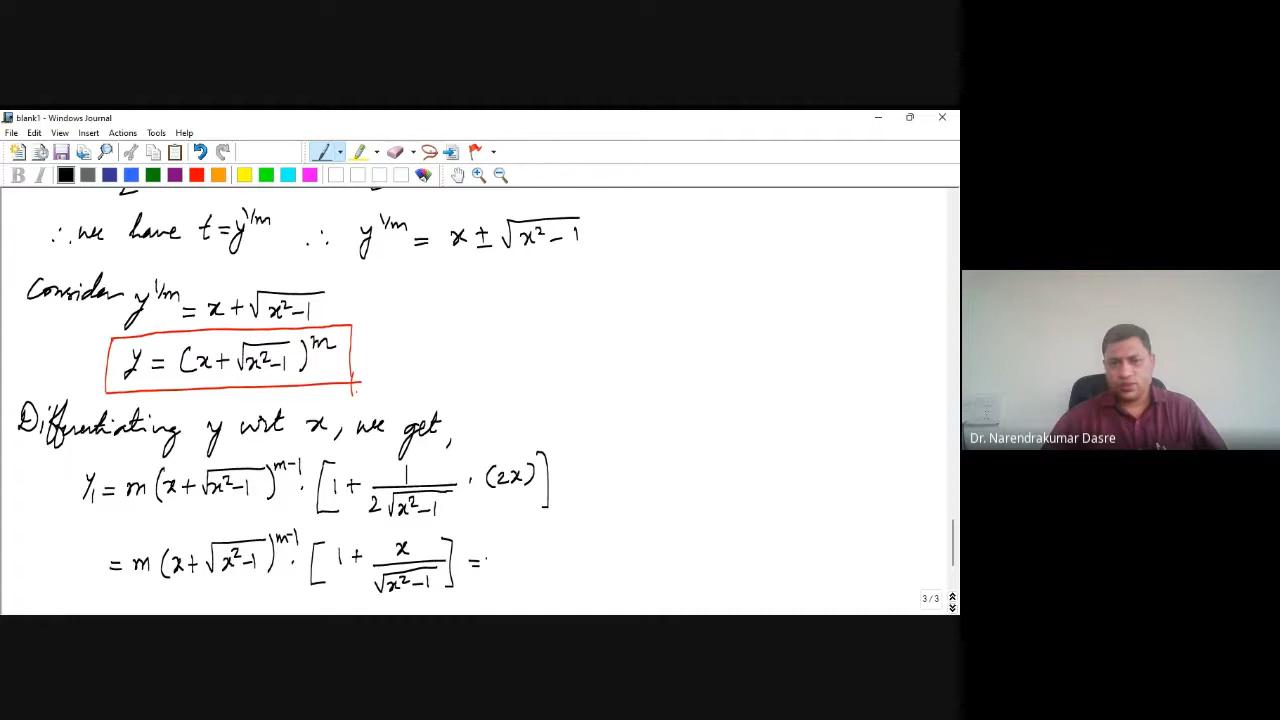 blank1 - Windows Journal
File Edit View Insert Actions Tools Help
B I
∴ we have t = y^{1/m} ∴ y^{1/m} = x ± √(x² − 1)
Consider y^{1/m} = x + √(x² − 1)
y = (x + √(x² − 1))^m
Differentiating y wrt x, we get,
y₁ = m (x + √(x² − 1))^{m−1} · [1 + 1/(2√(x² − 1)) · (2x)]
= m (x + √(x² − 1))^{m−1} · [1 + x/√(x² − 1)] =
3 / 3
Dr. Narendrakumar Dasre